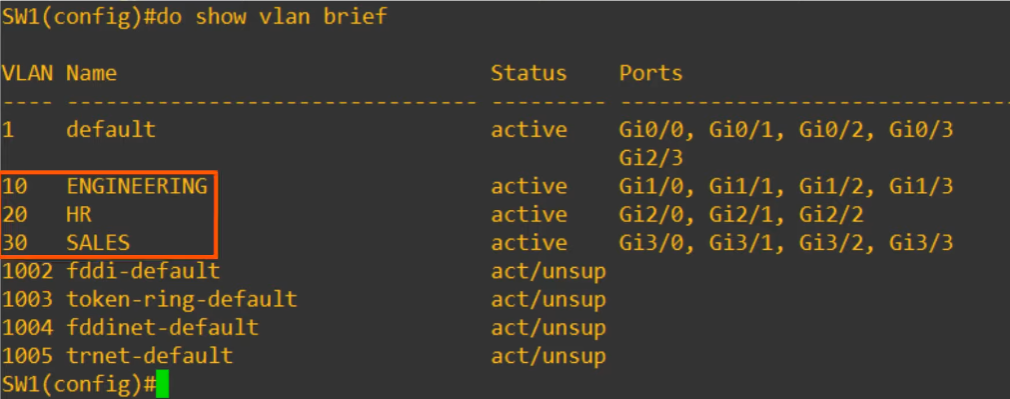 SW1(config)#do show vlan brief
VLAN Name                             Status    Ports
---- -------------------------------- --------- -------------------------------
1    default                          active    Gi0/0, Gi0/1, Gi0/2, Gi0/3
                                                Gi2/3
10   ENGINEERING                      active    Gi1/0, Gi1/1, Gi1/2, Gi1/3
20   HR                               active    Gi2/0, Gi2/1, Gi2/2
30   SALES                            active    Gi3/0, Gi3/1, Gi3/2, Gi3/3
1002 fddi-default                     act/unsup
1003 token-ring-default               act/unsup
1004 fddinet-default                  act/unsup
1005 trnet-default                    act/unsup
SW1(config)#